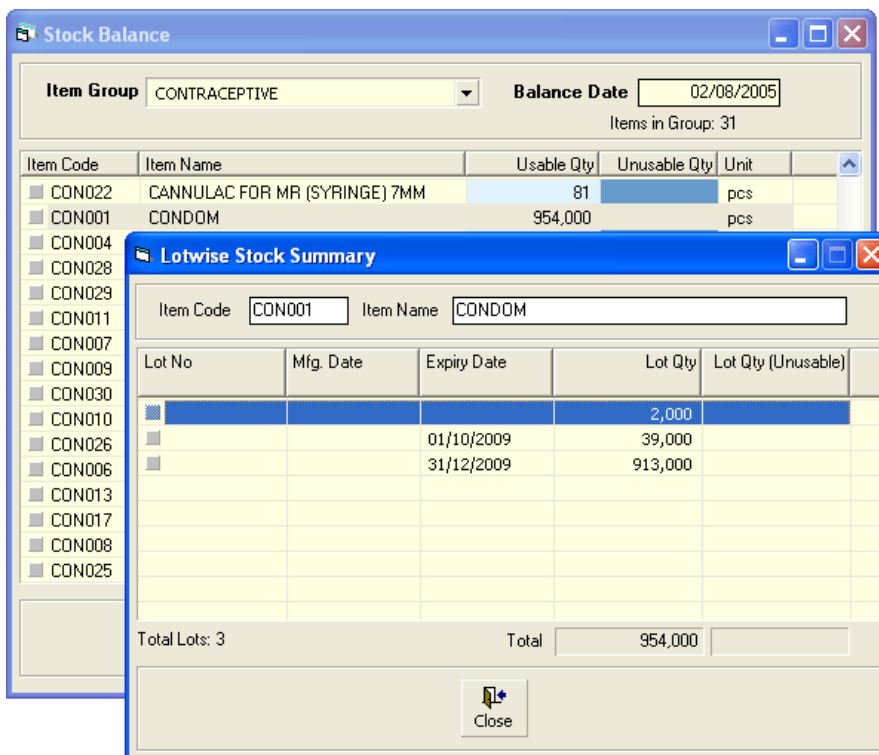 Stock Balance
Item Group CONTRACEPTIVE Balance Date 02/08/2005
Items in Group: 31
Item Code Item Name Usable Qty Unusable Qty Unit
CON022 CANNULAC FOR MR (SYRINGE) 7MM 81 pcs
CON001 CONDOM 954,000 pcs
CON004
CON028
CON029
CON011
CON007
CON009
CON030
CON010
CON026
CON006
CON013
CON017
CON008
CON025
Lotwise Stock Summary
Item Code CON001 Item Name CONDOM
Lot No Mfg. Date Expiry Date Lot Qty Lot Qty (Unusable)
2,000
01/10/2009 39,000
31/12/2009 913,000
Total Lots: 3 Total 954,000
Close